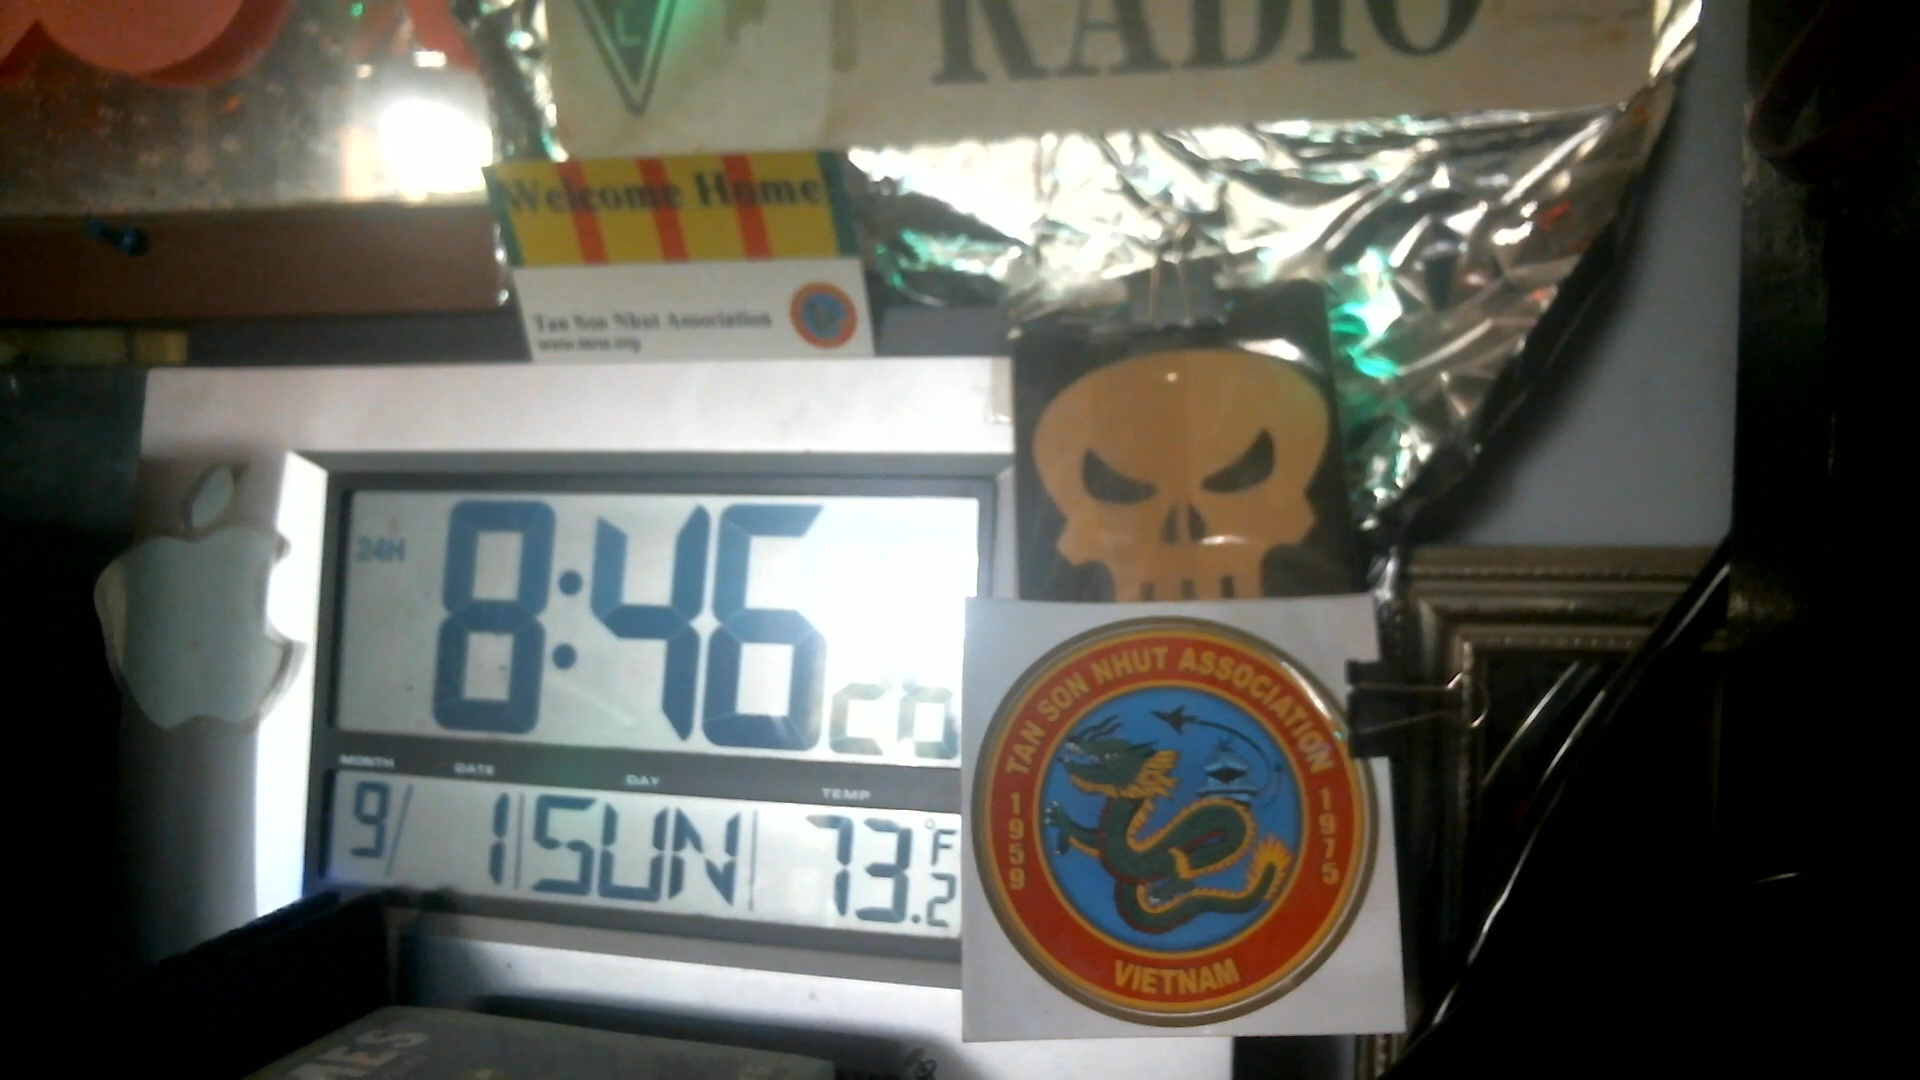 RADIO
L
Welcome Home
Tan Son Nhut Association
www.tsna.org
24H
8:46
MONTH DATE DAY TEMP
9/ 1 SUN 73.2 °F
TAN SON NHUT ASSOCIATION
1959 1975
VIETNAM